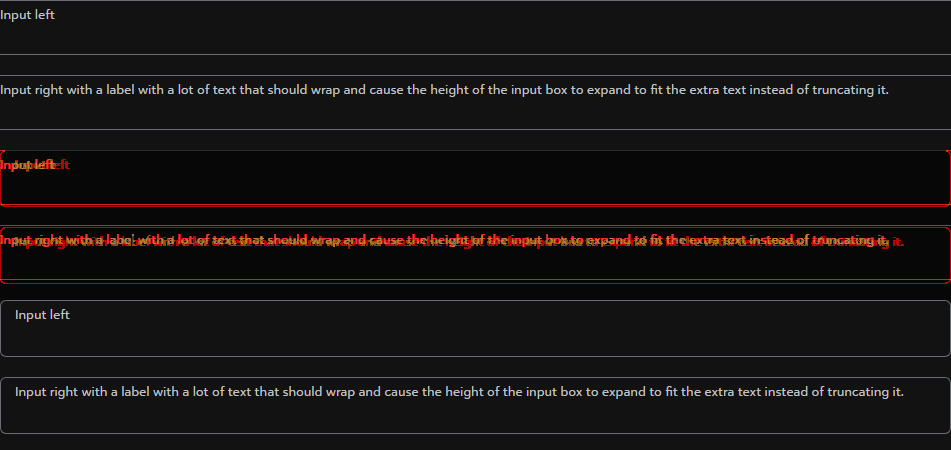 Input left
Input right with a label with a lot of text that should wrap and cause the height of the input box to expand to fit the extra text instead of truncating it.
Input left
Input right with a label with a lot of text that should wrap and cause the height of the input box to expand to fit the extra text instead of truncating it.
Input left
Input right with a label with a lot of text that should wrap and cause the height of the input box to expand to fit the extra text instead of truncating it.